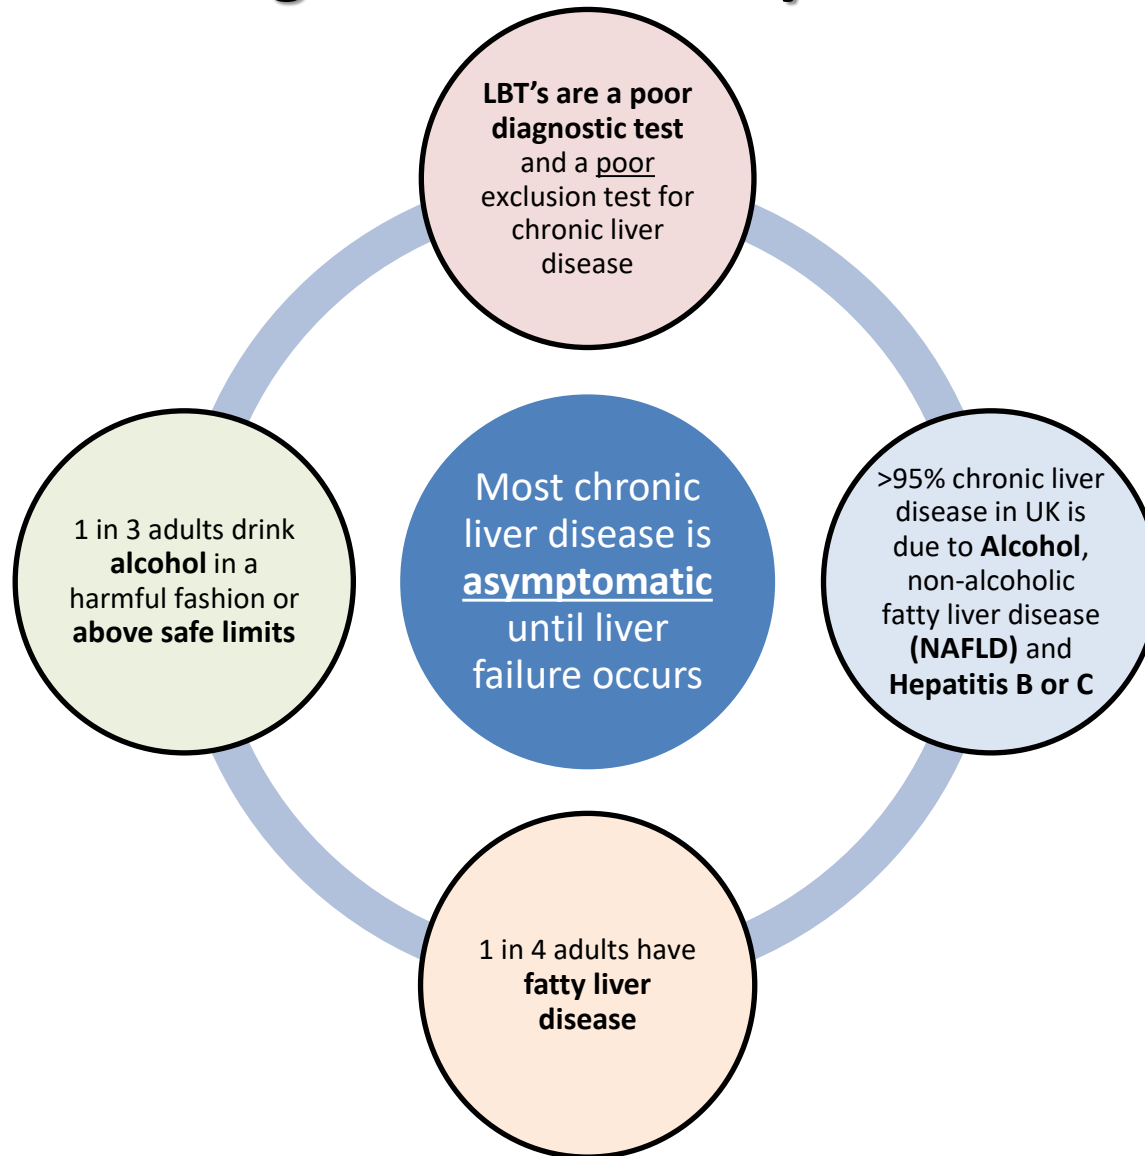 LBT's are a poor
diagnostic test
and a poor
exclusion test for
chronic liver
disease
1 in 3 adults drink
alcohol in a
harmful fashion or
above safe limits
Most chronic
liver disease is
asymptomatic
until liver
failure occurs
>95% chronic liver
disease in UK is
due to Alcohol,
non-alcoholic
fatty liver disease
(NAFLD) and
Hepatitis B or C
1 in 4 adults have
fatty liver
disease